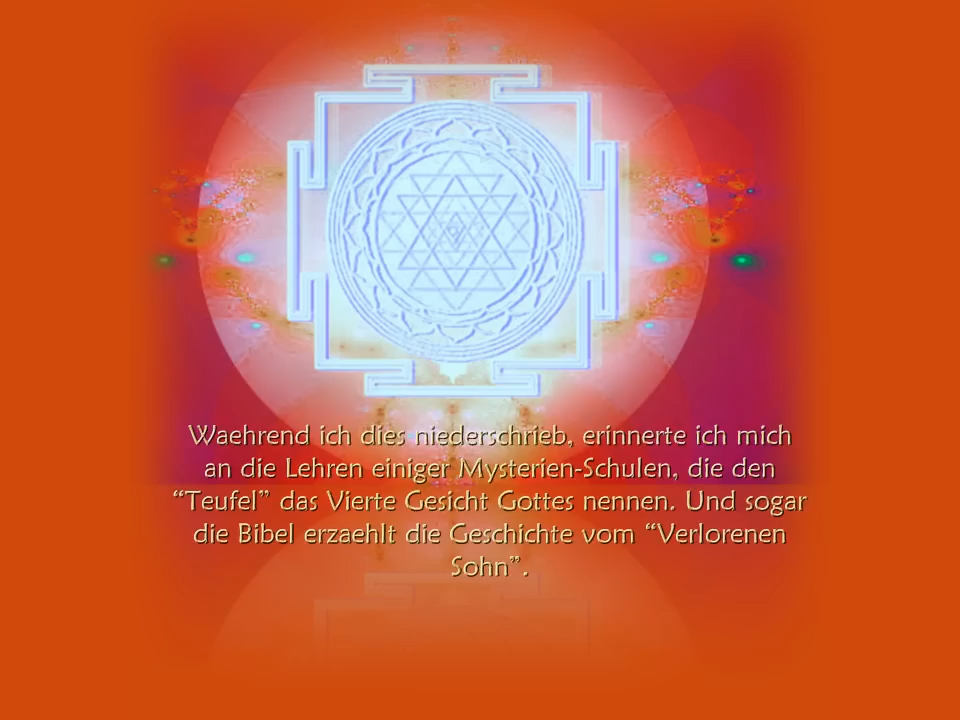 Waehrend ich dies niederschrieb, erinnerte ich mich
an die Lehren einiger Mysterien-Schulen, die den
“Teufel” das Vierte Gesicht Gottes nennen. Und sogar
die Bibel erzaehlt die Geschichte vom “Verlorenen
Sohn”.